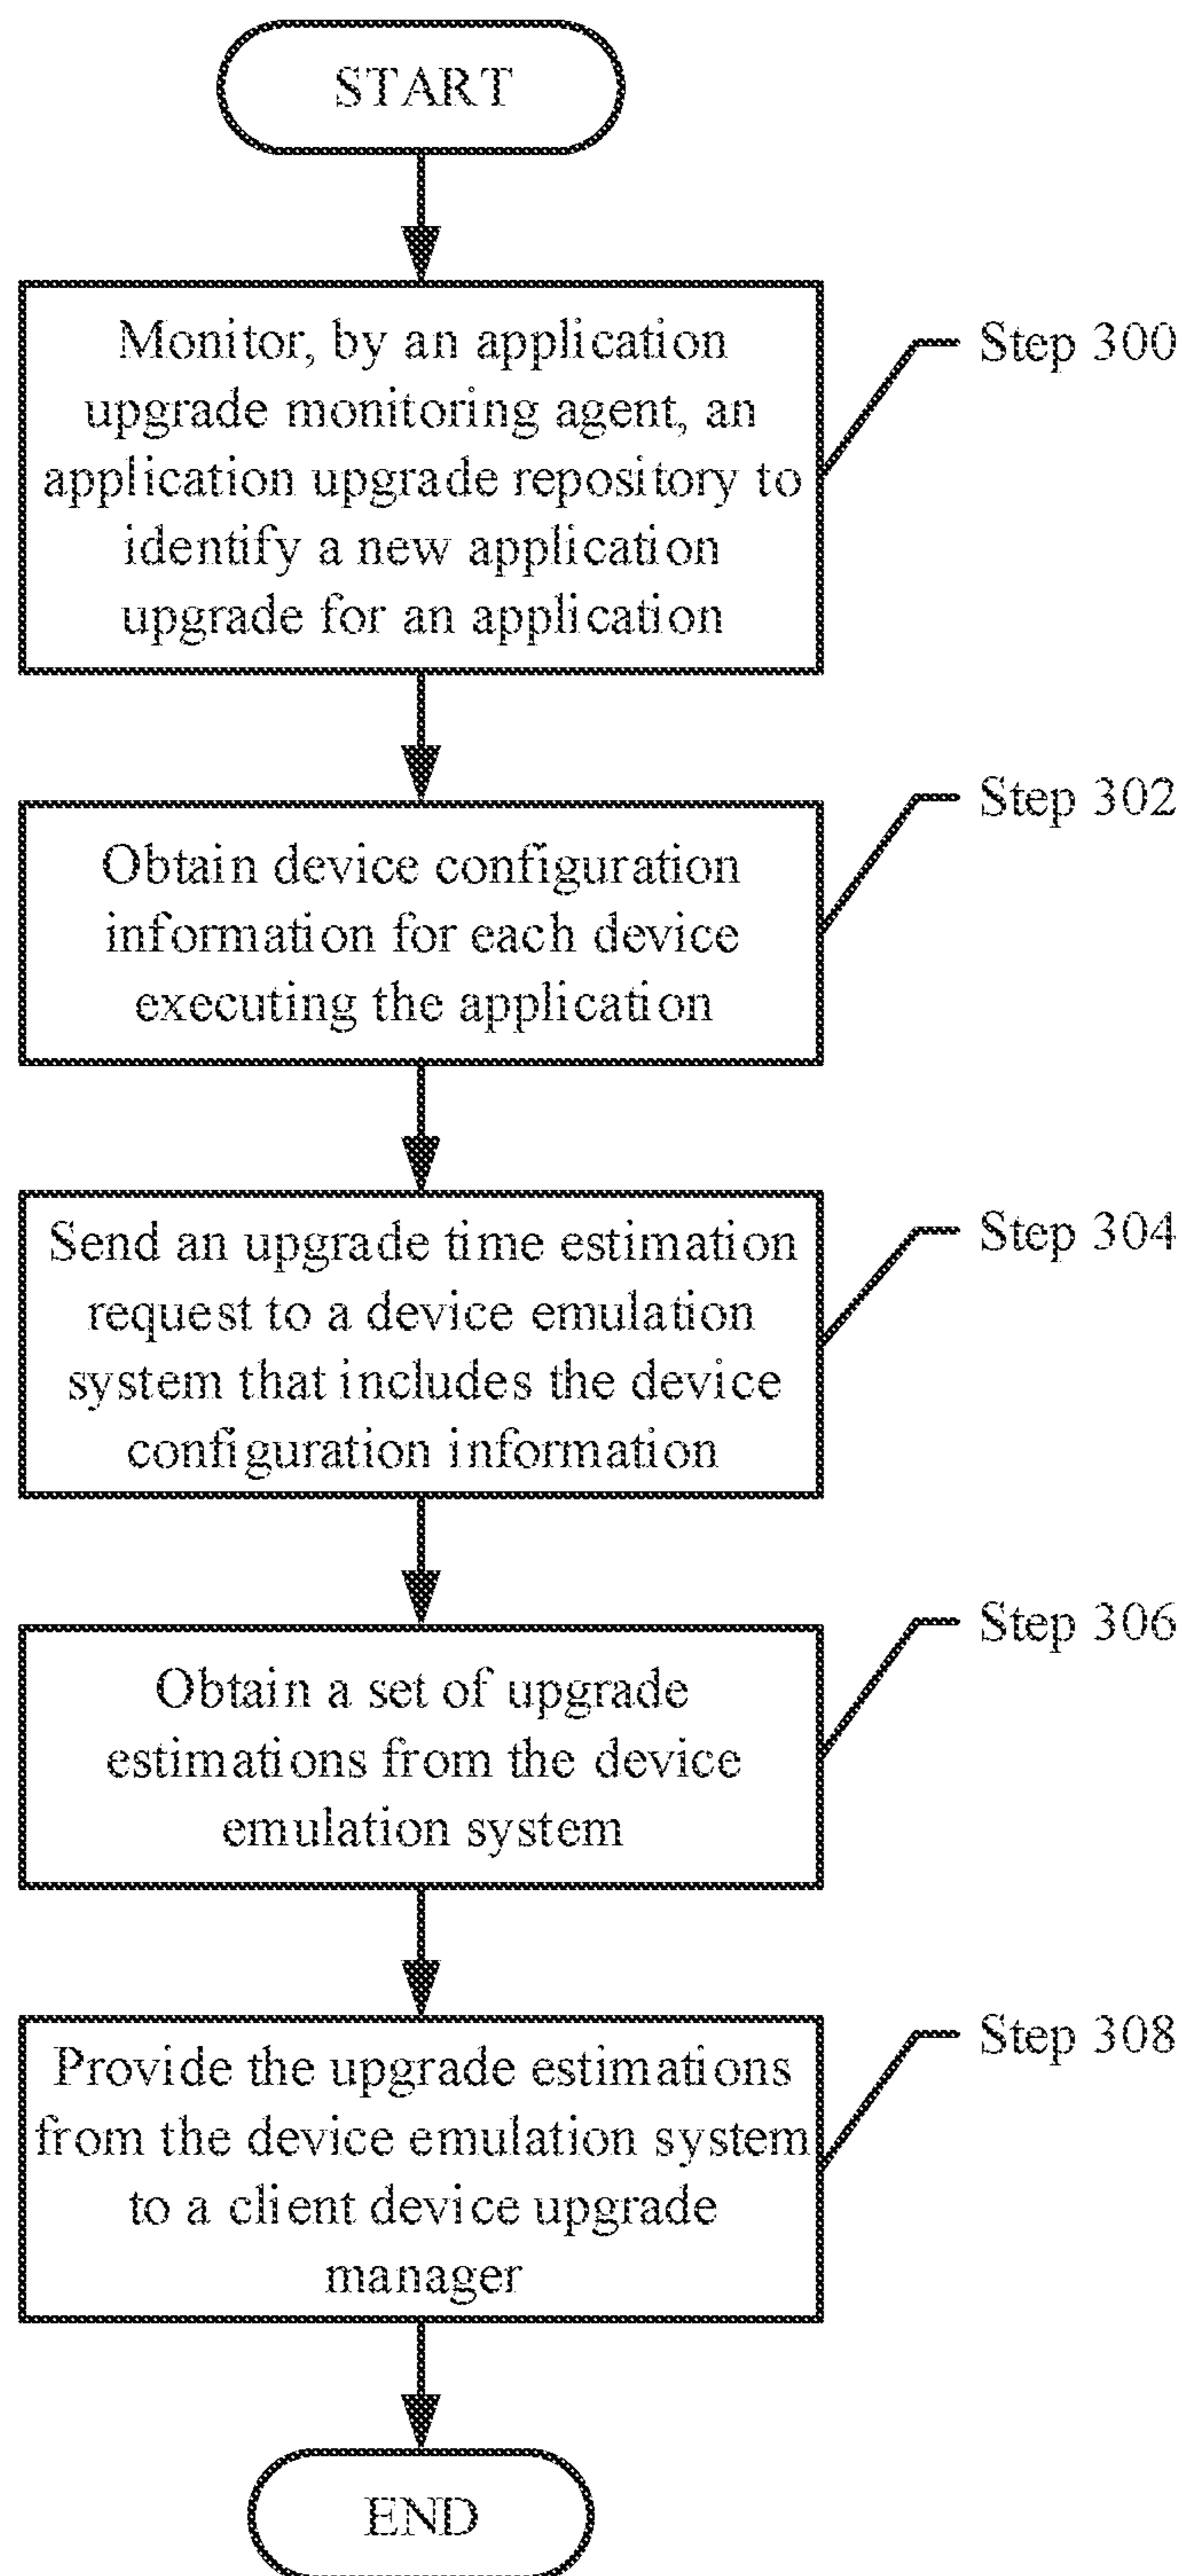 START
Monitor, by an application
upgrade monitoring agent, an
application upgrade repository to
identify a new application
upgrade for an application
Step 300
Obtain device configuration
information for each device
executing the application
Step 302
Send an upgrade time estimation
request to a device emulation
system that includes the device
configuration information
Step 304
Obtain a set of upgrade
estimations from the device
emulation system
Step 306
Provide the upgrade estimations
from the device emulation system
to a client device upgrade
manager
Step 308
END